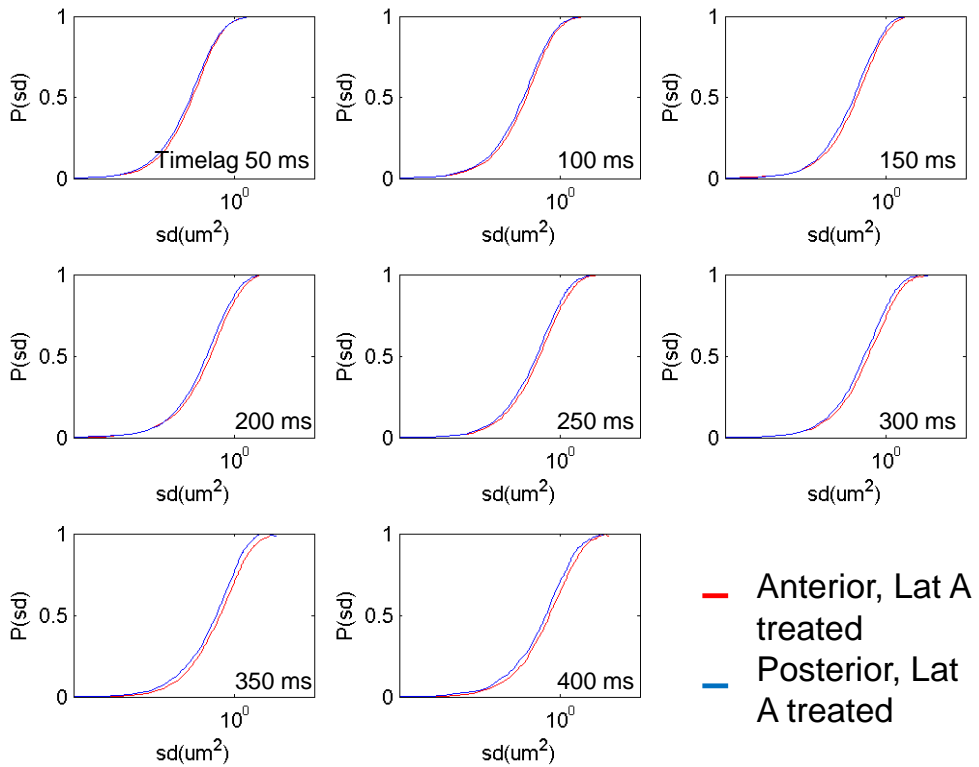 1
0.5
0
P(sd)
Timelag 50 ms
10^0
sd(um^2)
1
0.5
0
P(sd)
100 ms
10^0
sd(um^2)
1
0.5
0
P(sd)
150 ms
10^0
sd(um^2)
1
0.5
0
P(sd)
200 ms
10^0
sd(um^2)
1
0.5
0
P(sd)
250 ms
10^0
sd(um^2)
1
0.5
0
P(sd)
300 ms
10^0
sd(um^2)
1
0.5
0
P(sd)
350 ms
10^0
sd(um^2)
1
0.5
0
P(sd)
400 ms
10^0
sd(um^2)
Anterior, Lat A
treated
Posterior, Lat
A treated